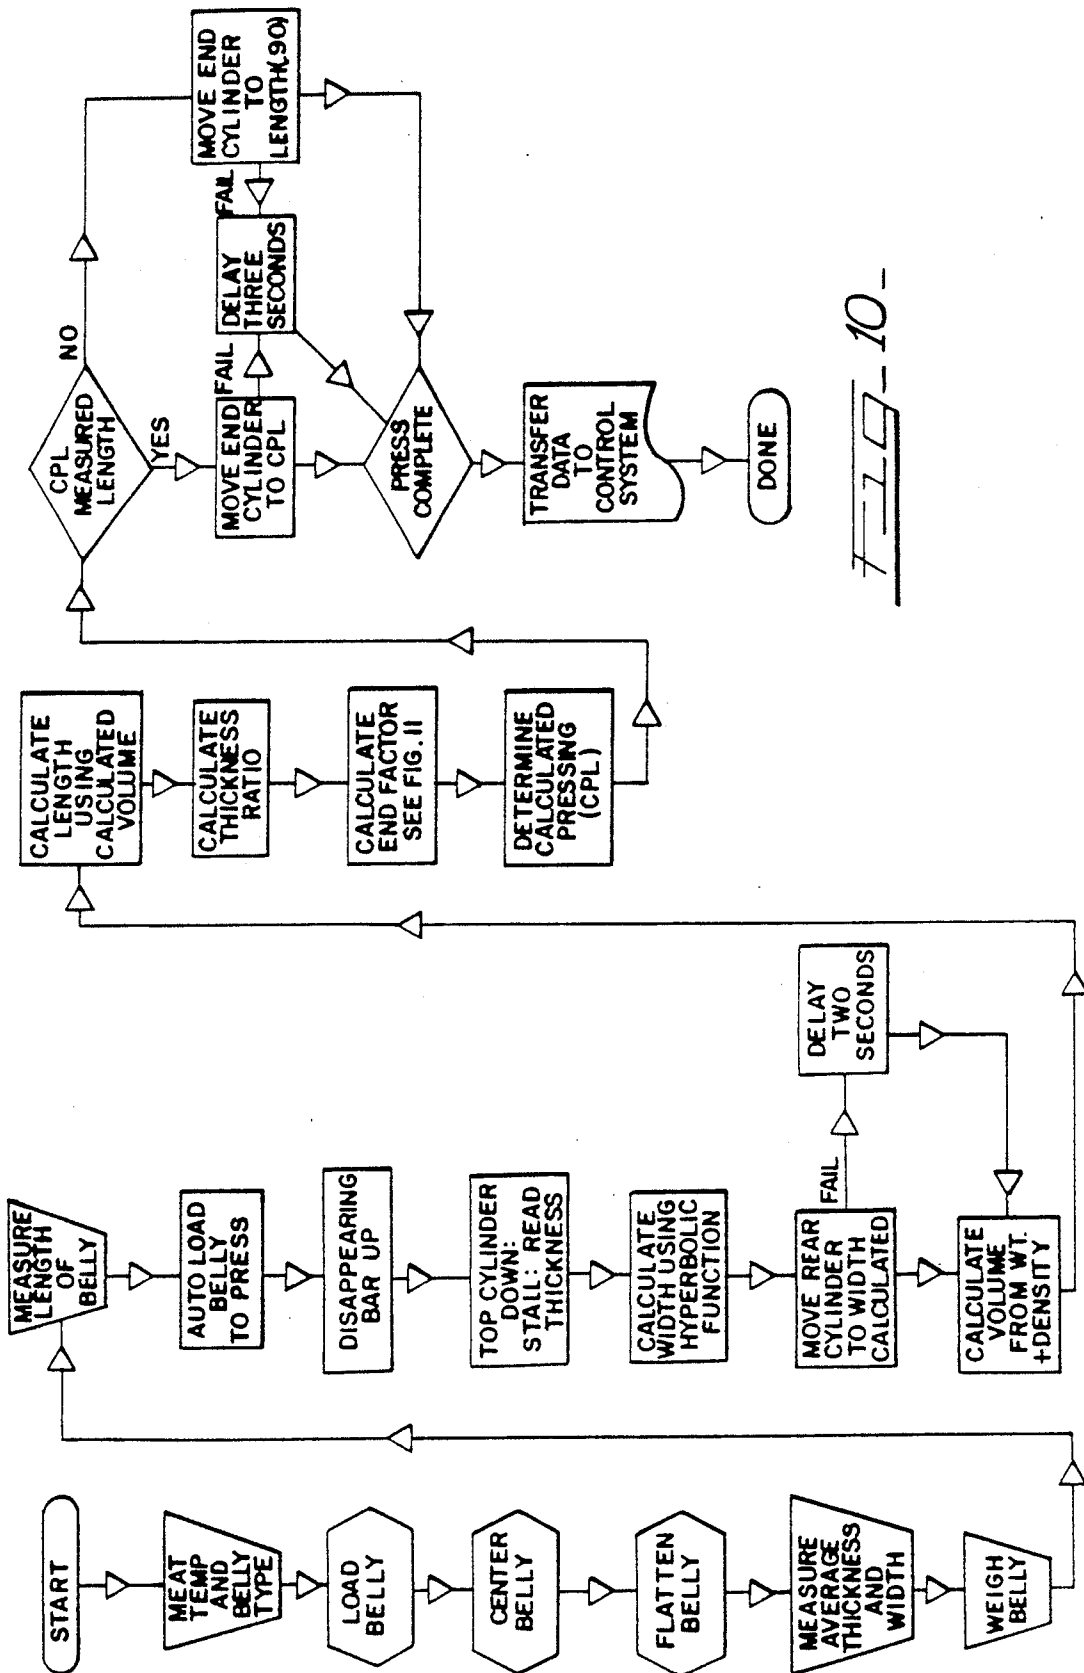 START
MEAT
TEMP AND
BELLY
TYPE
LOAD
BELLY
CENTER
BELLY
FLATTEN
BELLY
MEASURE
AVERAGE
THICKNESS
AND
WIDTH
WEIGH
BELLY
MEASURE
LENGTH
OF
BELLY
AUTO LOAD
BELLY
TO PRESS
DISAPPEARING
BAR UP
TOP CYLINDER
DOWN:
STALL: READ
THICKNESS
CALCULATE
WIDTH USING
HYPERBOLIC
FUNCTION
MOVE REAR
CYLINDER
TO WIDTH
CALCULATED
FAIL
DELAY
TWO
SECONDS
CALCULATE
VOLUME
FROM WT.
+DENSITY
CALCULATE
LENGTH
USING
CALCULATED
VOLUME
CALCULATE
THICKNESS
RATIO
CALCULATE
END FACTOR
SEE FIG.11
DETERMINE
CALCULATED
PRESSING
(CPL)
CPL
MEASURED
LENGTH
NO
YES
MOVE END
CYLINDER
TO CPL
FAIL
DELAY
THREE
SECONDS
FAIL
MOVE END
CYLINDER
TO
LENGTH(.90)
PRESS
COMPLETE
TRANSFER
DATA
TO
CONTROL
SYSTEM
DONE
FIG. 10